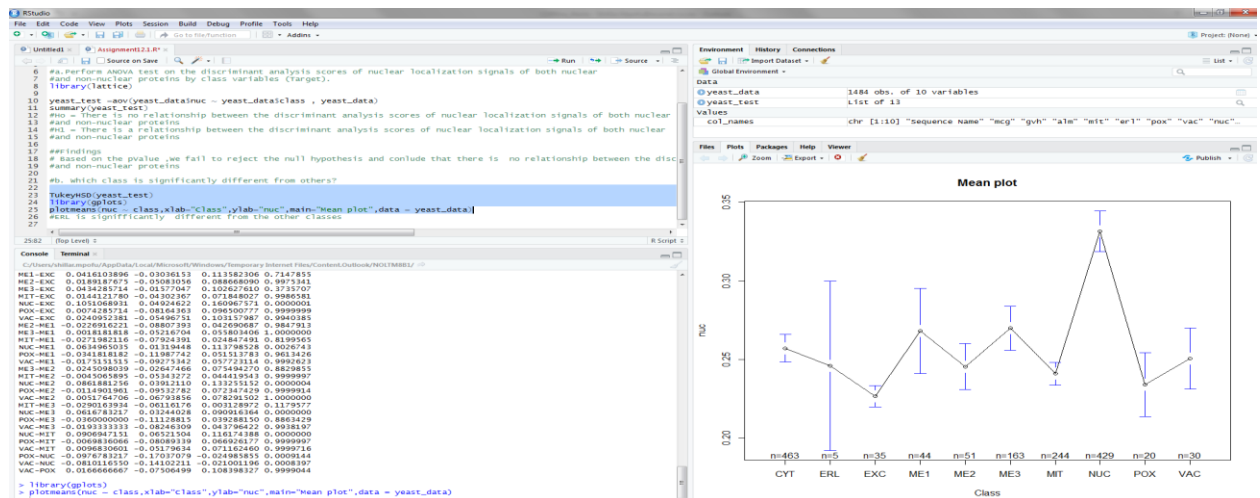 RStudio
File Edit Code View Plots Session Build Debug Profile Tools Help
Go to file/function
Addins
Project: (None)
Untitled1
Assignment12.1.R*
Source on Save
Run
Source
6 #a.Perform ANOVA test on the discriminant analysis scores of nuclear localization signals of both nuclear
7 #and non-nuclear proteins by class variables (Target).
8 library(lattice)
9
10 yeast_test =aov(yeast_data$nuc ~ yeast_data$class , yeast_data)
11 summary(yeast_test)
12 #Ho = There is no relationship between the discriminant analysis scores of nuclear localization signals of both nuclear
13 #and non-nuclear proteins
14 #H1 = There is a relationship between the discriminant analysis scores of nuclear localization signals of both nuclear
15 #and non-nuclear proteins
16
17 ##Findings
18 # Based on the pvalue ,we fail to reject the null hypothesis and conlude that there is no relationship between the disc
19 #and non-nuclear proteins
20
21 #b. Which class is significantly different from others?
22
23 TukeyHSD(yeast_test)
24 library(gplots)
25 plotmeans(nuc ~ class,xlab="Class",ylab="nuc",main="Mean plot",data = yeast_data)
26 #ERL is significantly different from the other classes
27
25:82 (Top Level)
R Script
Console Terminal
ME1-EXC 0.0416103896 -0.03036153 0.113582306 0.7147855
ME2-EXC 0.0189187675 -0.05083056 0.088668090 0.9975341
ME3-EXC 0.0434285714 -0.01577047 0.102627610 0.3735707
MIT-EXC 0.0144121780 -0.04302367 0.071848027 0.9986581
NUC-EXC 0.1051068931 0.04924622 0.160967571 0.0000001
POX-EXC 0.0074285714 -0.08164363 0.096500777 0.9999999
VAC-EXC 0.0240952381 -0.05496751 0.103157987 0.9940385
ME2-ME1 -0.0226916221 -0.08807393 0.042690687 0.9847913
ME3-ME1 0.0018181818 -0.05216704 0.055803406 1.0000000
MIT-ME1 -0.0271982116 -0.07924391 0.024847491 0.8199565
NUC-ME1 0.0634965035 0.01319448 0.113798528 0.0026743
POX-ME1 -0.0341818182 -0.11987742 0.051513783 0.9613426
VAC-ME1 -0.0175151515 -0.09275342 0.057723114 0.9992623
ME3-ME2 0.0245098039 -0.02647466 0.075494270 0.8829855
MIT-ME2 -0.0045065895 -0.05343272 0.044419543 0.9999997
NUC-ME2 0.0861881256 0.03912110 0.133255152 0.0000004
POX-ME2 -0.0114901961 -0.09532782 0.072347429 0.9999914
VAC-ME2 0.0051764706 -0.06793856 0.078291502 1.0000000
MIT-ME3 -0.0290163934 -0.06116176 0.003128972 0.1179577
NUC-ME3 0.0616783217 0.03244028 0.090916364 0.0000000
POX-ME3 -0.0360000000 -0.11128815 0.039288150 0.8863429
VAC-ME3 -0.0193333333 -0.08246309 0.043796422 0.9938197
NUC-MIT 0.0906947151 0.06521504 0.116174388 0.0000000
POX-MIT -0.0069836066 -0.08089339 0.066926177 0.9999997
VAC-MIT 0.0096830601 -0.05179634 0.071162460 0.9999716
POX-NUC -0.0976783217 -0.17037079 -0.024985855 0.0009144
VAC-NUC -0.0810116550 -0.14102211 -0.021001196 0.0008397
VAC-POX 0.0166666667 -0.07506499 0.108398327 0.9999044
> library(gplots)
> plotmeans(nuc ~ class,xlab="Class",ylab="nuc",main="Mean plot",data = yeast_data)
Environment History Connections
Import Dataset
List
Global Environment
Data
yeast_data 1484 obs. of 10 variables
yeast_test List of 13
Values
col_names chr [1:10] "Sequence Name" "mcg" "gvh" "alm" "mit" "erl" "pox" "vac" "nuc"...
Files Plots Packages Help Viewer
Zoom Export
Publish
Mean plot
0.35
0.30
0.25
0.20
nuc
n=463 n=5 n=35 n=44 n=51 n=163 n=244 n=429 n=20 n=30
CYT ERL EXC ME1 ME2 ME3 MIT NUC POX VAC
Class